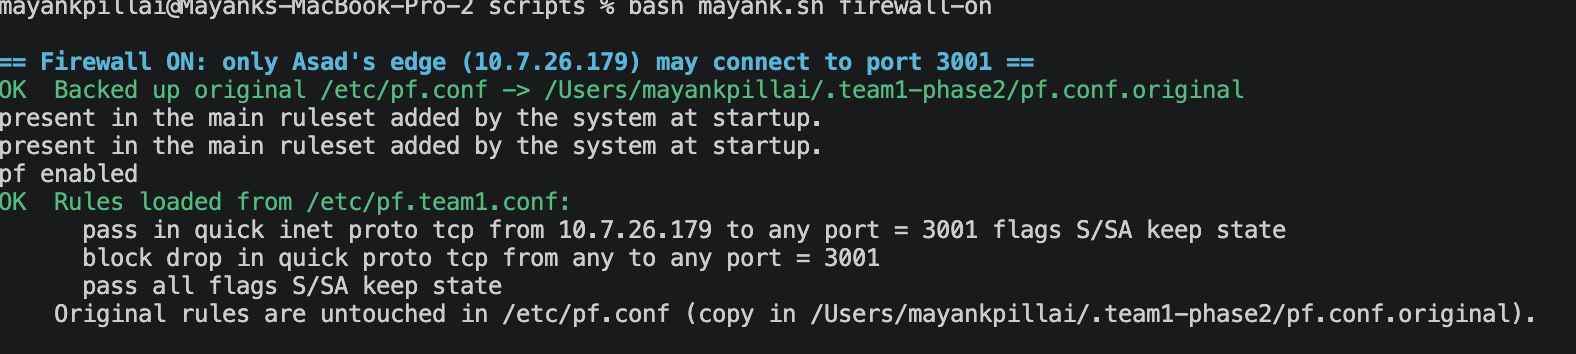 mayankpillai@Mayanks-MacBook-Pro-2 scripts % bash mayank.sh firewall-on
== Firewall ON: only Asad's edge (10.7.26.179) may connect to port 3001 ==
OK  Backed up original /etc/pf.conf -> /Users/mayankpillai/.team1-phase2/pf.conf.original
present in the main ruleset added by the system at startup.
present in the main ruleset added by the system at startup.
pf enabled
OK  Rules loaded from /etc/pf.team1.conf:
      pass in quick inet proto tcp from 10.7.26.179 to any port = 3001 flags S/SA keep state
      block drop in quick proto tcp from any to any port = 3001
      pass all flags S/SA keep state
    Original rules are untouched in /etc/pf.conf (copy in /Users/mayankpillai/.team1-phase2/pf.conf.original).